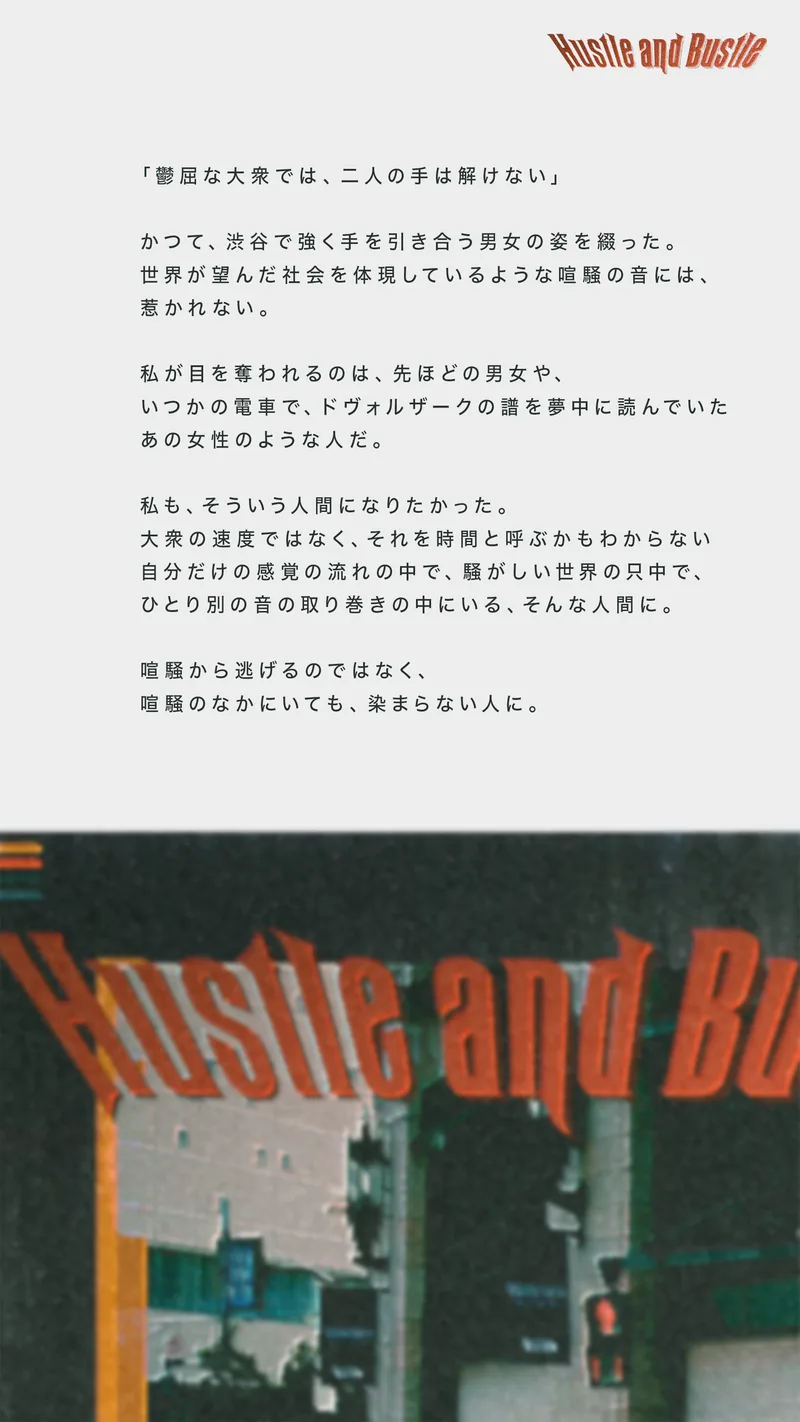 Hustle and Bustle
「鬱屈な大衆では、二人の手は解けない」
かつて、渋谷で強く手を引き合う男女の姿を綴った。
世界が望んだ社会を体現しているような喧騒の音には、
惹かれない。
私が目を奪われるのは、先ほどの男女や、
いつかの電車で、ドヴォルザークの譜を夢中に読んでいた
あの女性のような人だ。
私も、そういう人間になりたかった。
大衆の速度ではなく、それを時間と呼ぶかもわからない
自分だけの感覚の流れの中で、騒がしい世界の只中で、
ひとり別の音の取り巻きの中にいる、そんな人間に。
喧騒から逃げるのではなく、
喧騒のなかにいても、染まらない人に。
Hustle and Bu